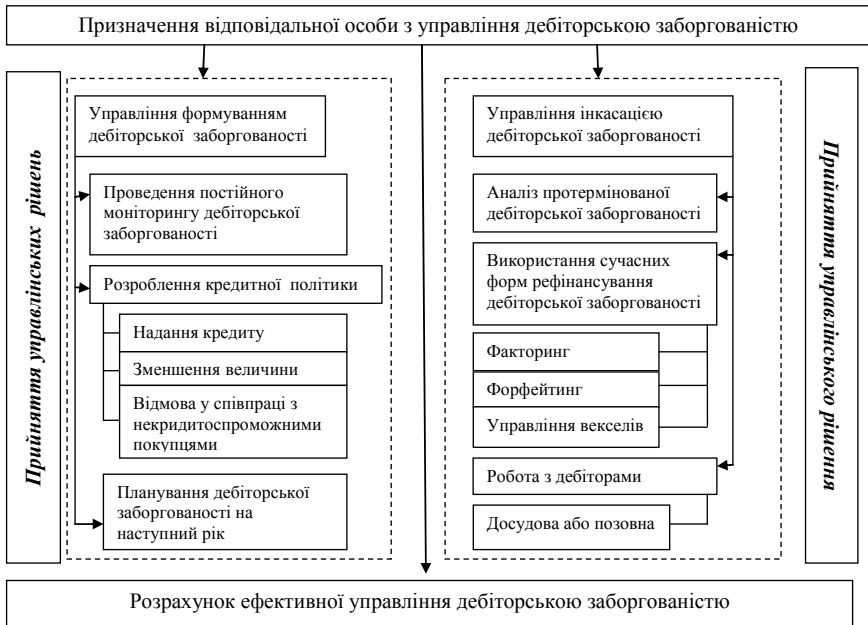 Призначення відповідальної особи з управління дебіторською заборгованістю
Прийняття управлінських рішень
Управління формуванням
дебіторської заборгованості
Проведення постійного
моніторингу дебіторської
заборгованості
Розроблення кредитної політики
Надання кредиту
Зменшення величини
Відмова у співпраці з
некридитоспроможними
покупцями
Планування дебіторської
заборгованості на
наступний рік
Управління інкасацією
дебіторської заборгованості
Аналіз протермінованої
дебіторської заборгованості
Використання сучасних
форм рефінансування
дебіторської заборгованості
Факторинг
Форфейтинг
Управління векселів
Робота з дебіторами
Досудова або позовна
Прийняття управлінського рішення
Розрахунок ефективної управління дебіторською заборгованістю